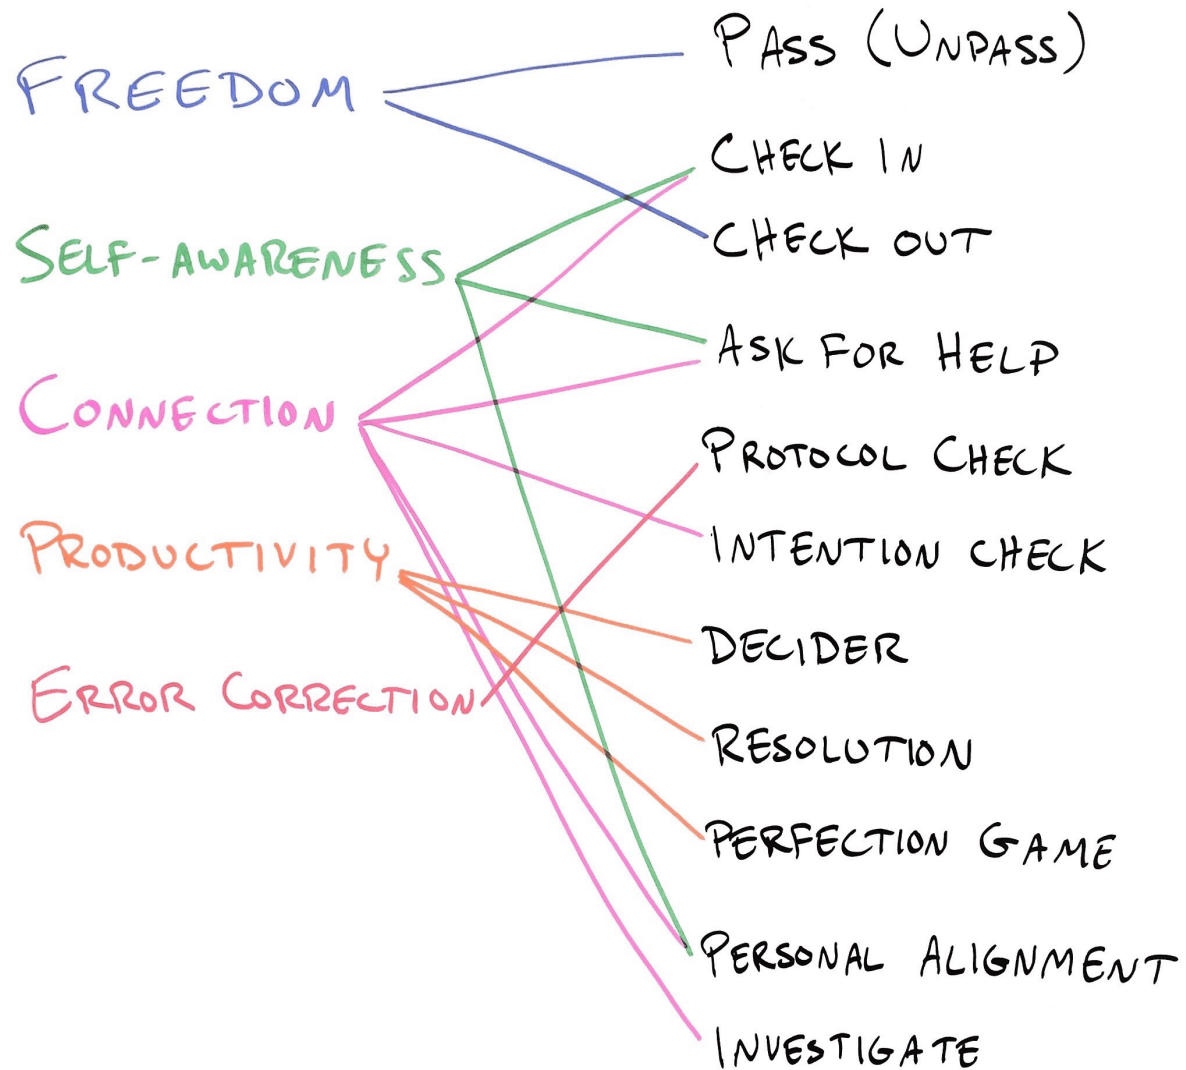 FREEDOM
SELF-AWARENESS
CONNECTION
PRODUCTIVITY
ERROR CORRECTION
PASS (UNPASS)
CHECK IN
CHECK OUT
ASK FOR HELP
PROTOCOL CHECK
INTENTION CHECK
DECIDER
RESOLUTION
PERFECTION GAME
PERSONAL ALIGNMENT
INVESTIGATE